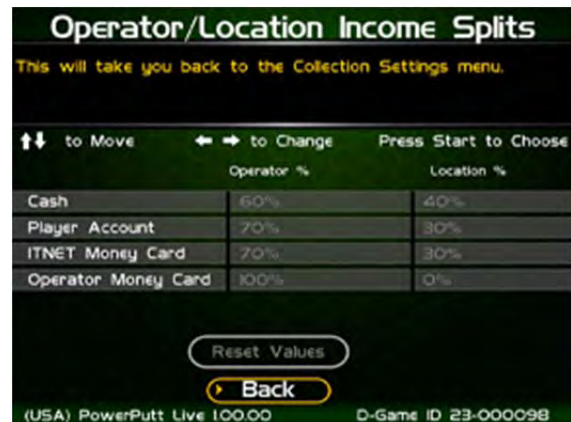 Operator/Location Income Splits
This will take you back to the Collection Settings menu.
to Move to Change Press Start to Choose
Operator % Location %
Cash 60% 40%
Player Account 70% 30%
ITNET Money Card 70% 30%
Operator Money Card 100% 0%
Reset Values
Back
(USA) PowerPutt Live 1.00.00 D-Game ID 23-000098